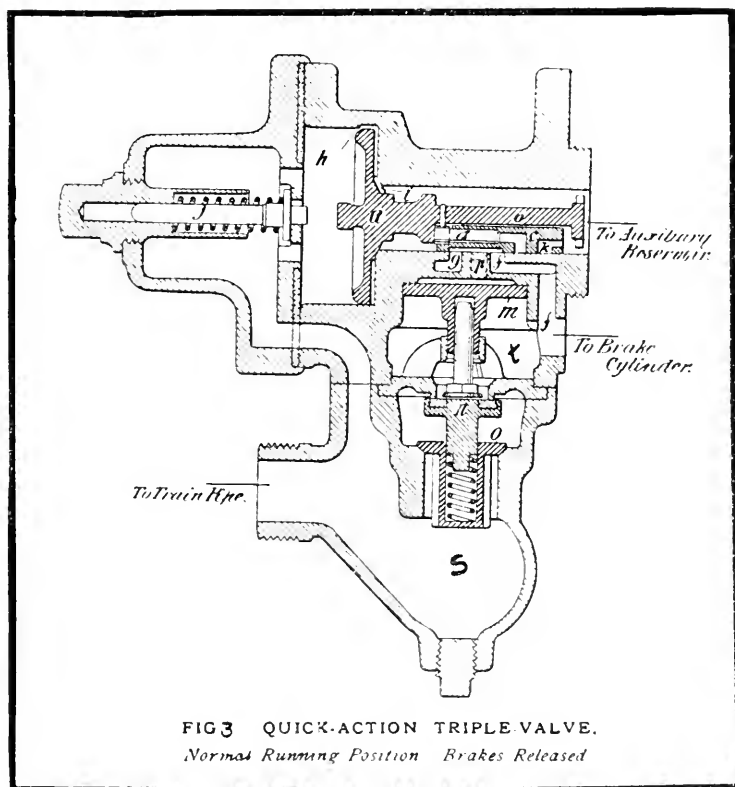 h
j
i
u
o
d
To Auxiliary
Reservoir.
g
p
f
k
m
f
To Brake
Cylinder.
n
o
To Train Pipe.
S
FIG 3 QUICK-ACTION TRIPLE-VALVE.
Normal Running Position Brakes Released